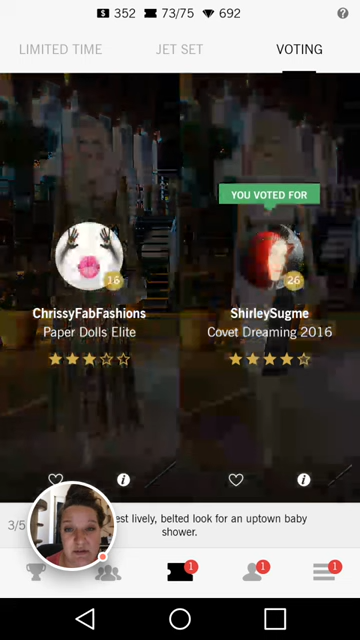 352 73/75 692
LIMITED TIME JET SET VOTING
YOU VOTED FOR
18 26
ChrissyFabFashions ShirleySugme
Paper Dolls Elite Covet Dreaming 2016
3/5 est lively, belted look for an uptown baby
shower.
1 1 1